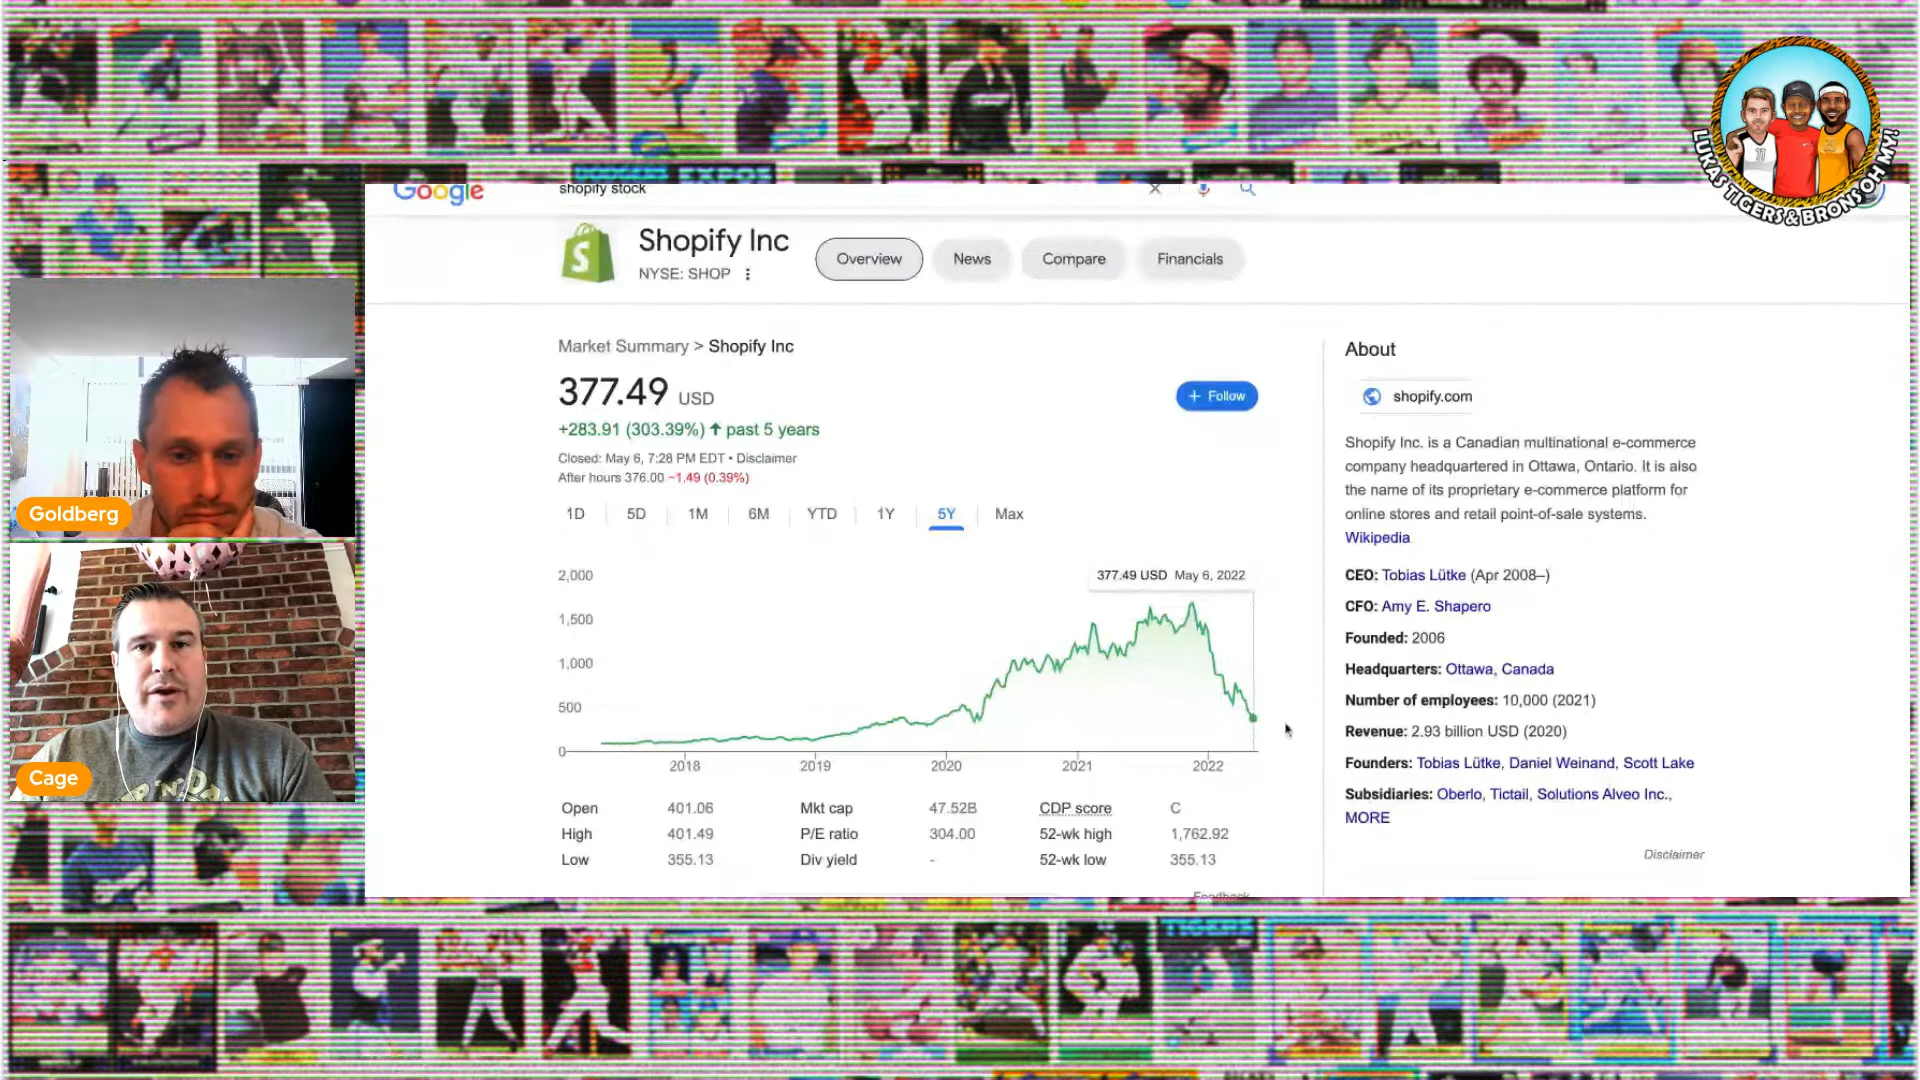 LUKAS TIGERS & BRONS OH MY!
EXPOS
Google
shopify stock
Shopify Inc
NYSE: SHOP
Overview
News
Compare
Financials
Market Summary > Shopify Inc
377.49 USD
+ Follow
+283.91 (303.39%) ↑ past 5 years
Closed: May 6, 7:28 PM EDT • Disclaimer
After hours 376.00 −1.49 (0.39%)
1D 5D 1M 6M YTD 1Y 5Y Max
377.49 USD May 6, 2022
2,000
1,500
1,000
500
0
2018 2019 2020 2021 2022
Open 401.06 Mkt cap 47.52B CDP score C
High 401.49 P/E ratio 304.00 52-wk high 1,762.92
Low 355.13 Div yield - 52-wk low 355.13
Feedback
About
shopify.com
Shopify Inc. is a Canadian multinational e-commerce
company headquartered in Ottawa, Ontario. It is also
the name of its proprietary e-commerce platform for
online stores and retail point-of-sale systems.
Wikipedia
CEO: Tobias Lütke (Apr 2008–)
CFO: Amy E. Shapero
Founded: 2006
Headquarters: Ottawa, Canada
Number of employees: 10,000 (2021)
Revenue: 2.93 billion USD (2020)
Founders: Tobias Lütke, Daniel Weinand, Scott Lake
Subsidiaries: Oberlo, Tictail, Solutions Alveo Inc.,
MORE
Disclaimer
Goldberg
Cage
TIGERS